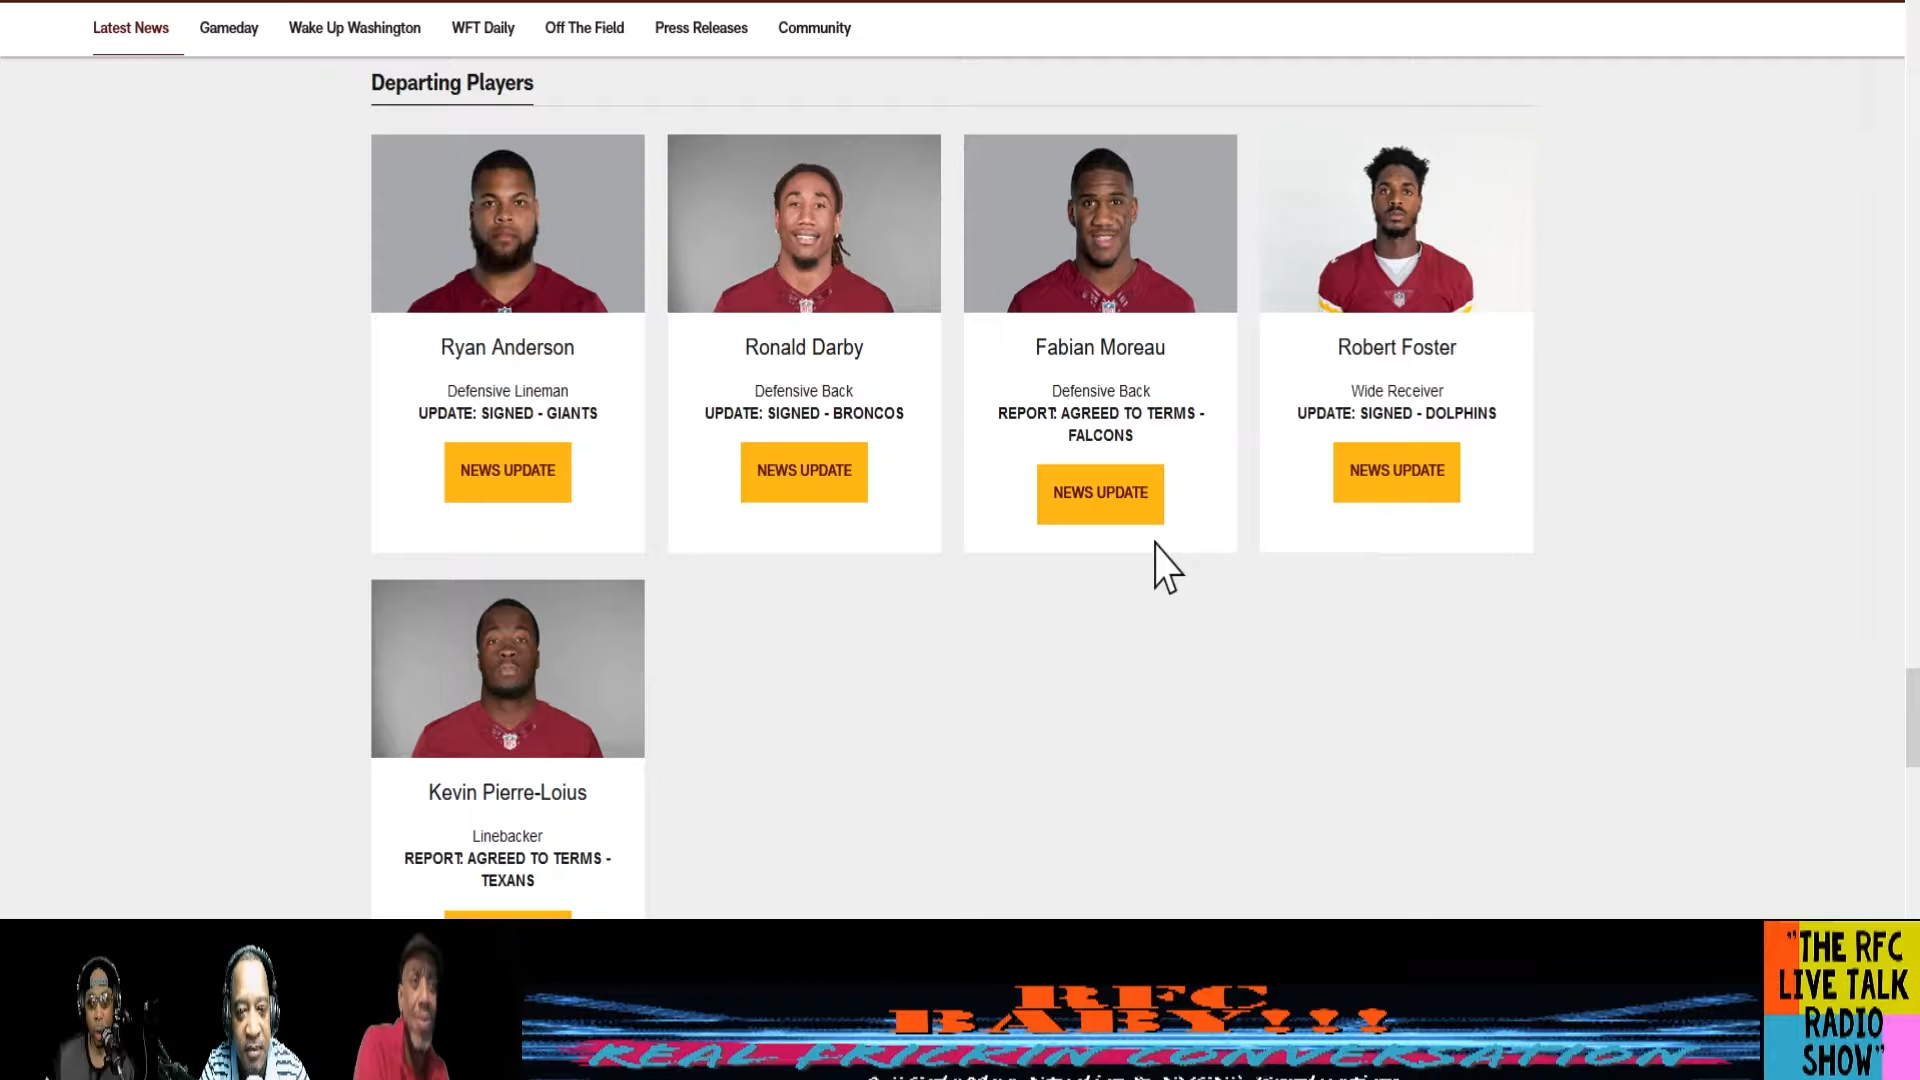 Latest News Gameday Wake Up Washington WFT Daily Off The Field Press Releases Community
Departing Players
Ryan Anderson
Defensive Lineman
UPDATE: SIGNED - GIANTS
NEWS UPDATE
Ronald Darby
Defensive Back
UPDATE: SIGNED - BRONCOS
NEWS UPDATE
Fabian Moreau
Defensive Back
REPORT: AGREED TO TERMS -
FALCONS
NEWS UPDATE
Robert Foster
Wide Receiver
UPDATE: SIGNED - DOLPHINS
NEWS UPDATE
Kevin Pierre-Loius
Linebacker
REPORT: AGREED TO TERMS -
TEXANS
RFC
BABY!!!
REAL FRICKIN CONVERSATION
"THE RFC
LIVE TALK
RADIO
SHOW"